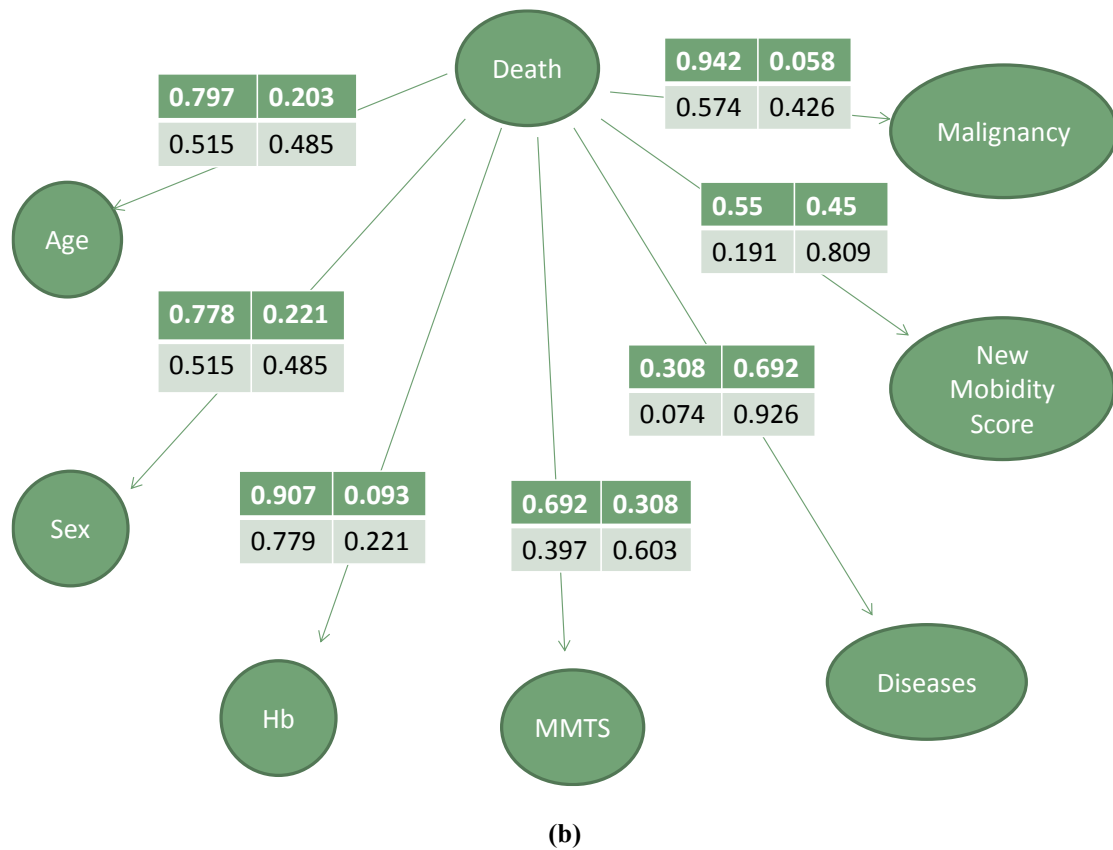 Death
0.942 0.058
0.574 0.426
Malignancy
0.797 0.203
0.515 0.485
Age
0.55 0.45
0.191 0.809
New
Mobidity
Score
0.778 0.221
0.515 0.485
Sex
0.308 0.692
0.074 0.926
Diseases
0.907 0.093
0.779 0.221
Hb
0.692 0.308
0.397 0.603
MMTS
(b)